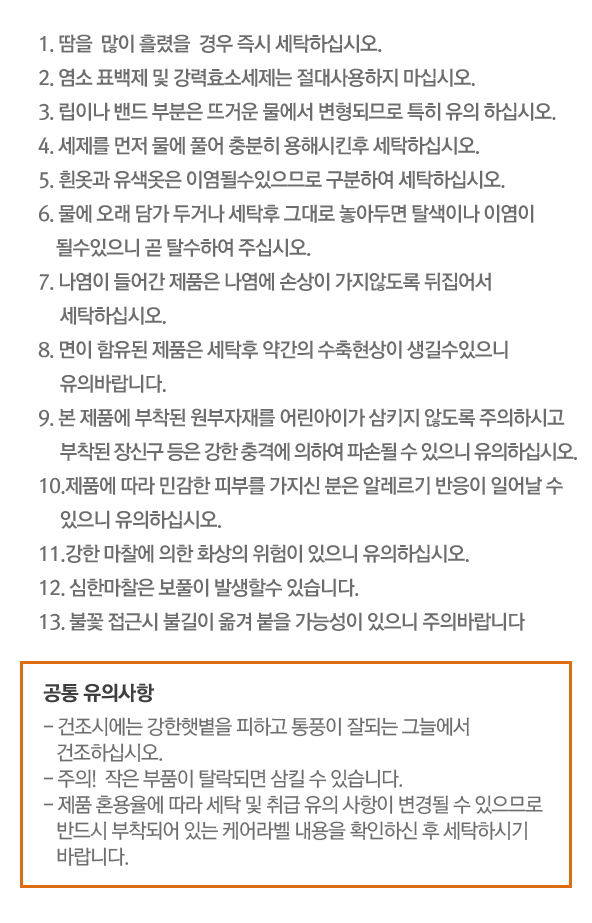 1. 땀을  많이 흘렸을  경우 즉시 세탁하십시오.
2. 염소 표백제 및 강력효소세제는 절대사용하지 마십시오.
3. 립이나 밴드 부분은 뜨거운 물에서 변형되므로 특히 유의 하십시오.
4. 세제를 먼저 물에 풀어 충분히 용해시킨후 세탁하십시오.
5. 흰옷과 유색옷은 이염될수있으므로 구분하여 세탁하십시오.
6. 물에 오래 담가 두거나 세탁후 그대로 놓아두면 탈색이나 이염이
될수있으니 곧 탈수하여 주십시오.
7. 나염이 들어간 제품은 나염에 손상이 가지않도록 뒤집어서
세탁하십시오.
8. 면이 함유된 제품은 세탁후 약간의 수축현상이 생길수있으니
유의바랍니다.
9. 본 제품에 부착된 원부자재를 어린아이가 삼키지 않도록 주의하시고
부착된 장신구 등은 강한 충격에 의하여 파손될 수 있으니 유의하십시오.
10.제품에 따라 민감한 피부를 가지신 분은 알레르기 반응이 일어날 수
있으니 유의하십시오.
11.강한 마찰에 의한 화상의 위험이 있으니 유의하십시오.
12. 심한마찰은 보풀이 발생할수 있습니다.
13. 불꽃 접근시 불길이 옮겨 붙을 가능성이 있으니 주의바랍니다
공통 유의사항
- 건조시에는 강한햇볕을 피하고 통풍이 잘되는 그늘에서
건조하십시오.
- 주의!  작은 부품이 탈락되면 삼킬 수 있습니다.
- 제품 혼용율에 따라 세탁 및 취급 유의 사항이 변경될 수 있으므로
반드시 부착되어 있는 케어라벨 내용을 확인하신 후 세탁하시기
바랍니다.